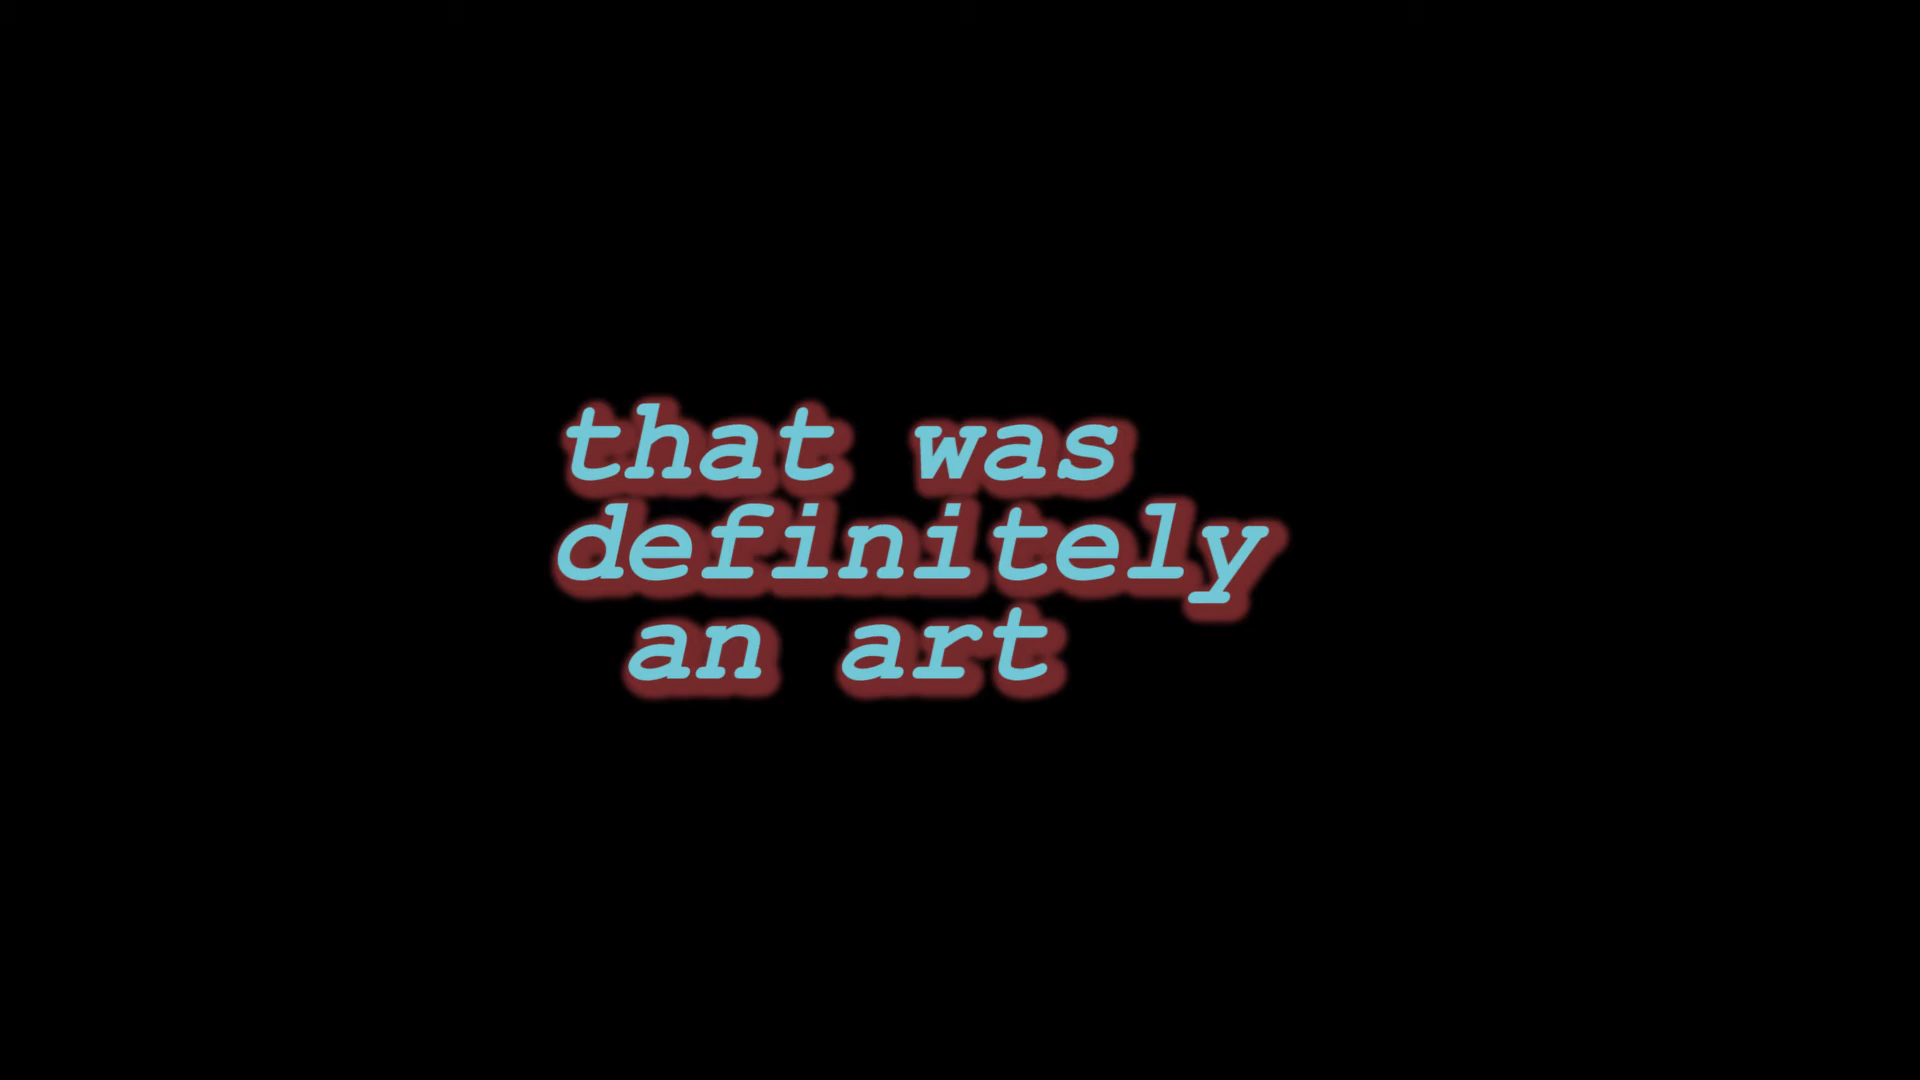 that was
definitely
an art